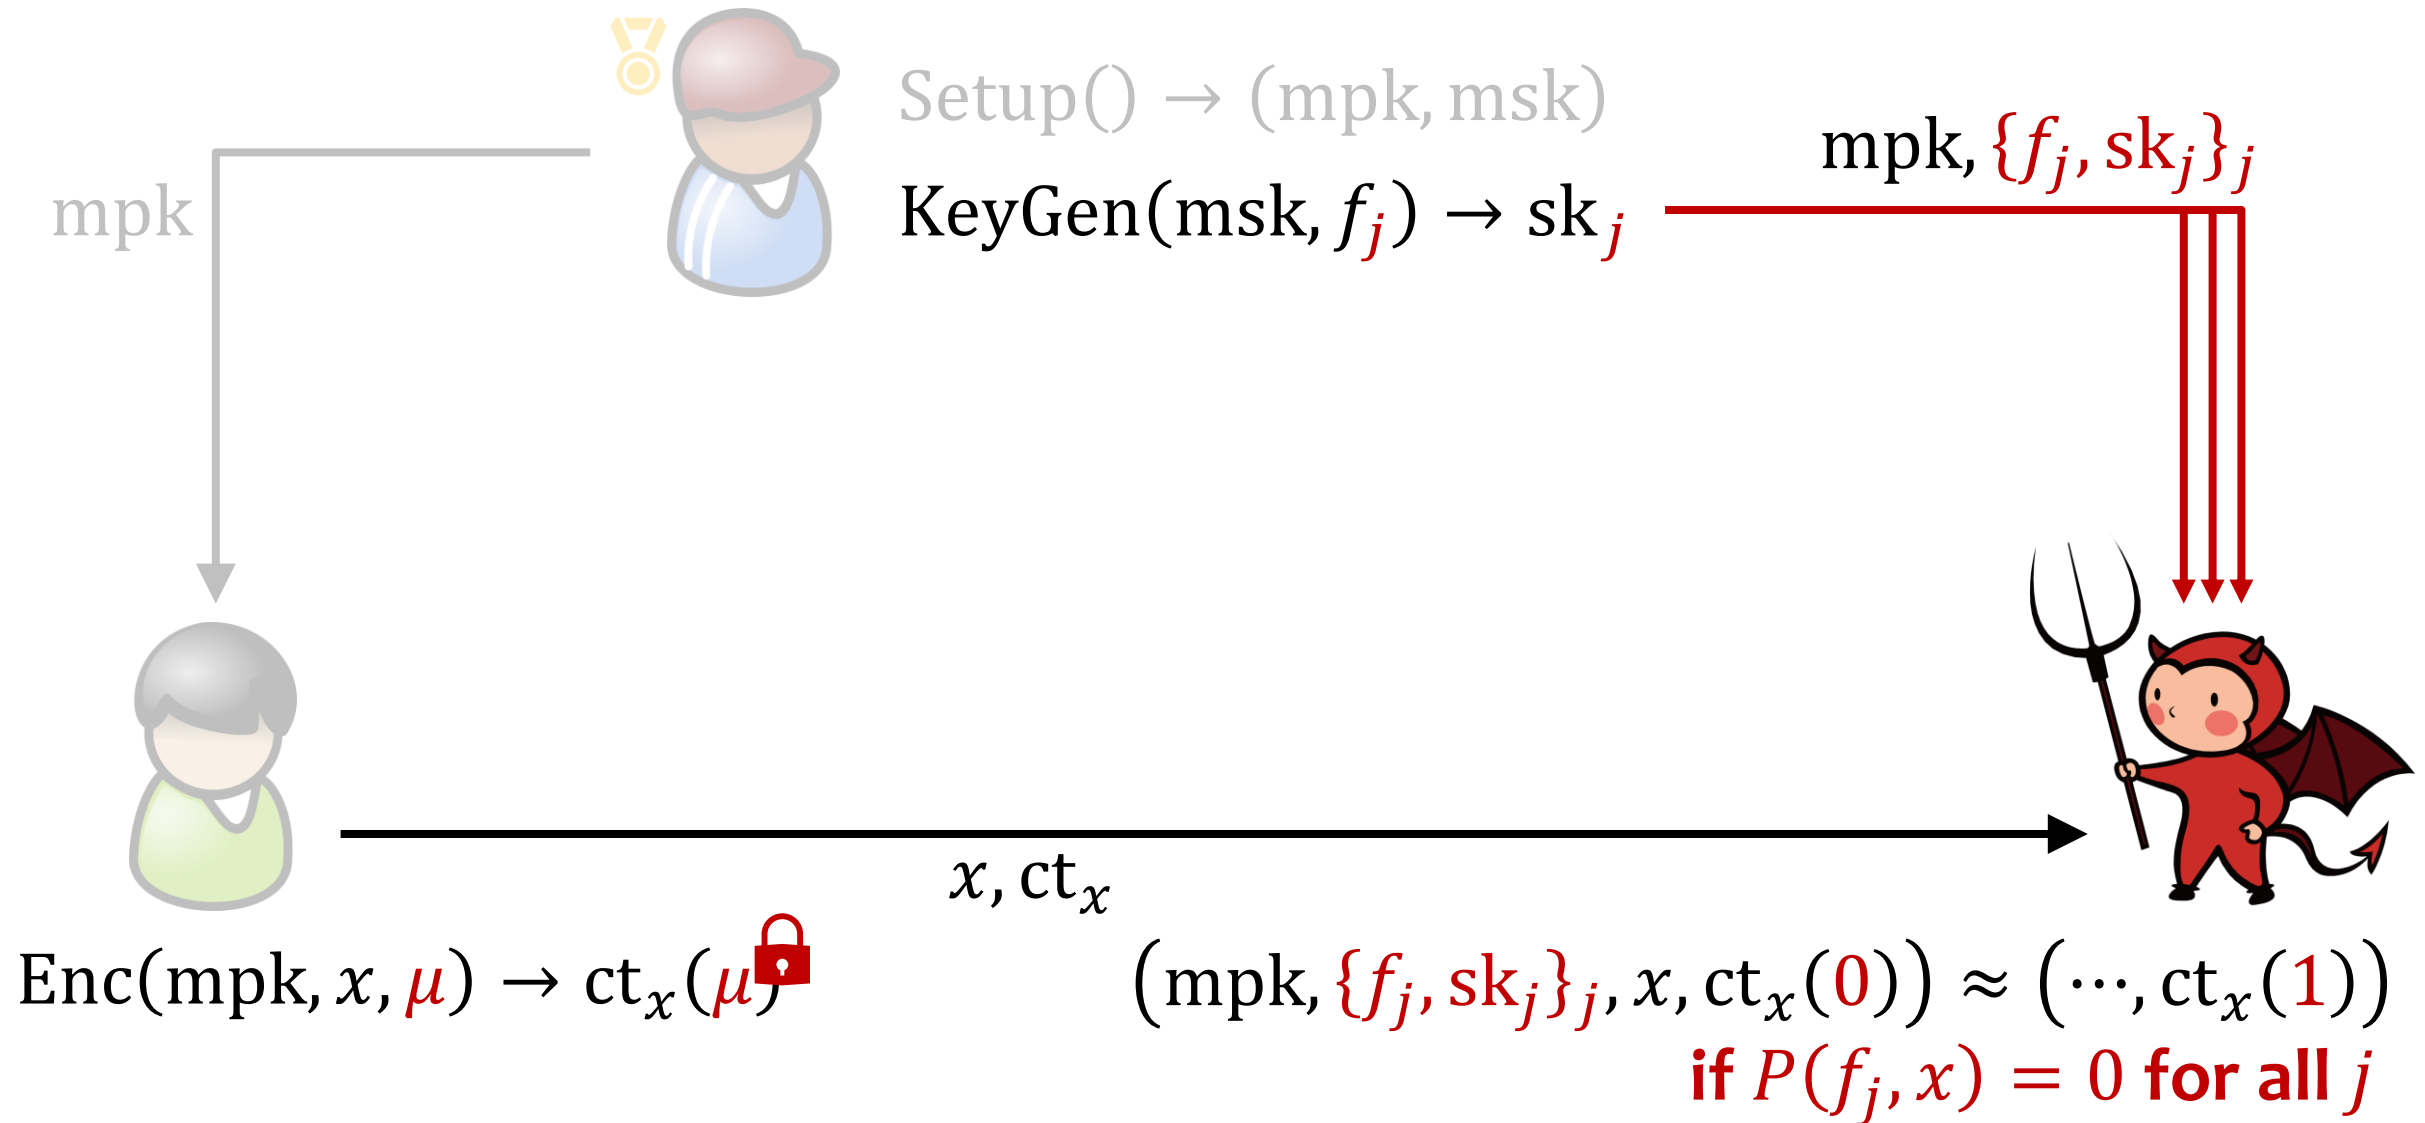 Setup() → (mpk, msk)
mpk, {f_j, sk_j}_j
mpk
KeyGen(msk, f_j) → sk_j
x, ct_x
Enc(mpk, x, μ) → ct_x(μ)
(mpk, {f_j, sk_j}_j, x, ct_x(0)) ≈ (⋯, ct_x(1))
if P(f_j, x) = 0 for all j